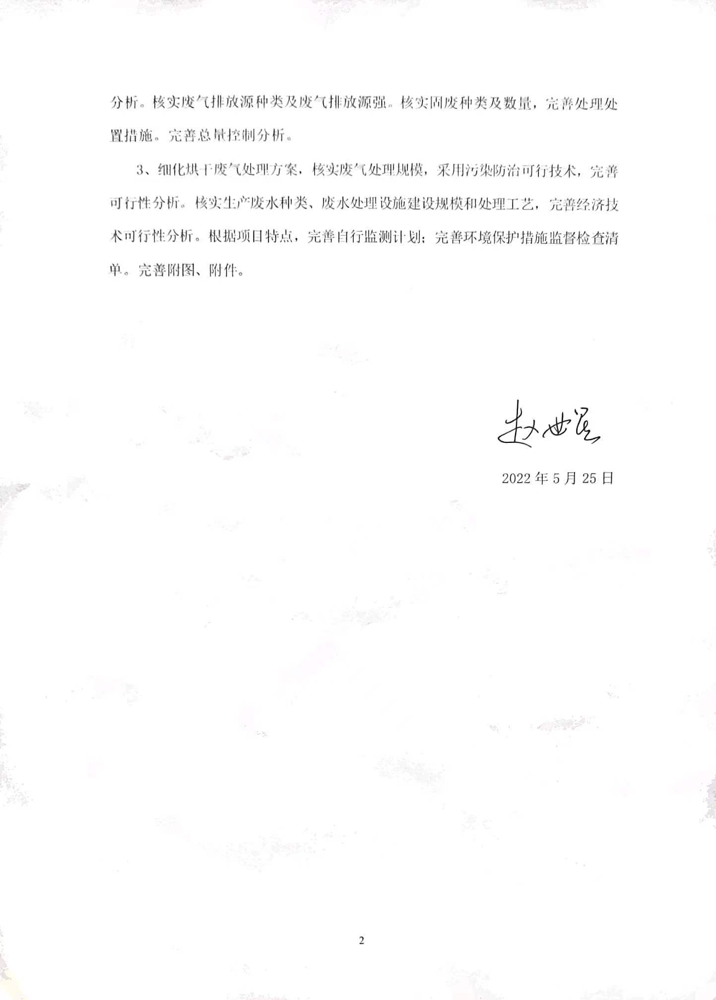 分析。核实废气排放源种类及废气排放源强。核实固废种类及数量，完善处理处
置措施。完善总量控制分析。
3、细化烘干废气处理方案，核实废气处理规模，采用污染防治可行技术，完善
可行性分析。核实生产废水种类、废水处理设施建设规模和处理工艺，完善经济技
术可行性分析。根据项目特点，完善自行监测计划；完善环境保护措施监督检查清
单。完善附图、附件。
赵
2022年5月25日
2